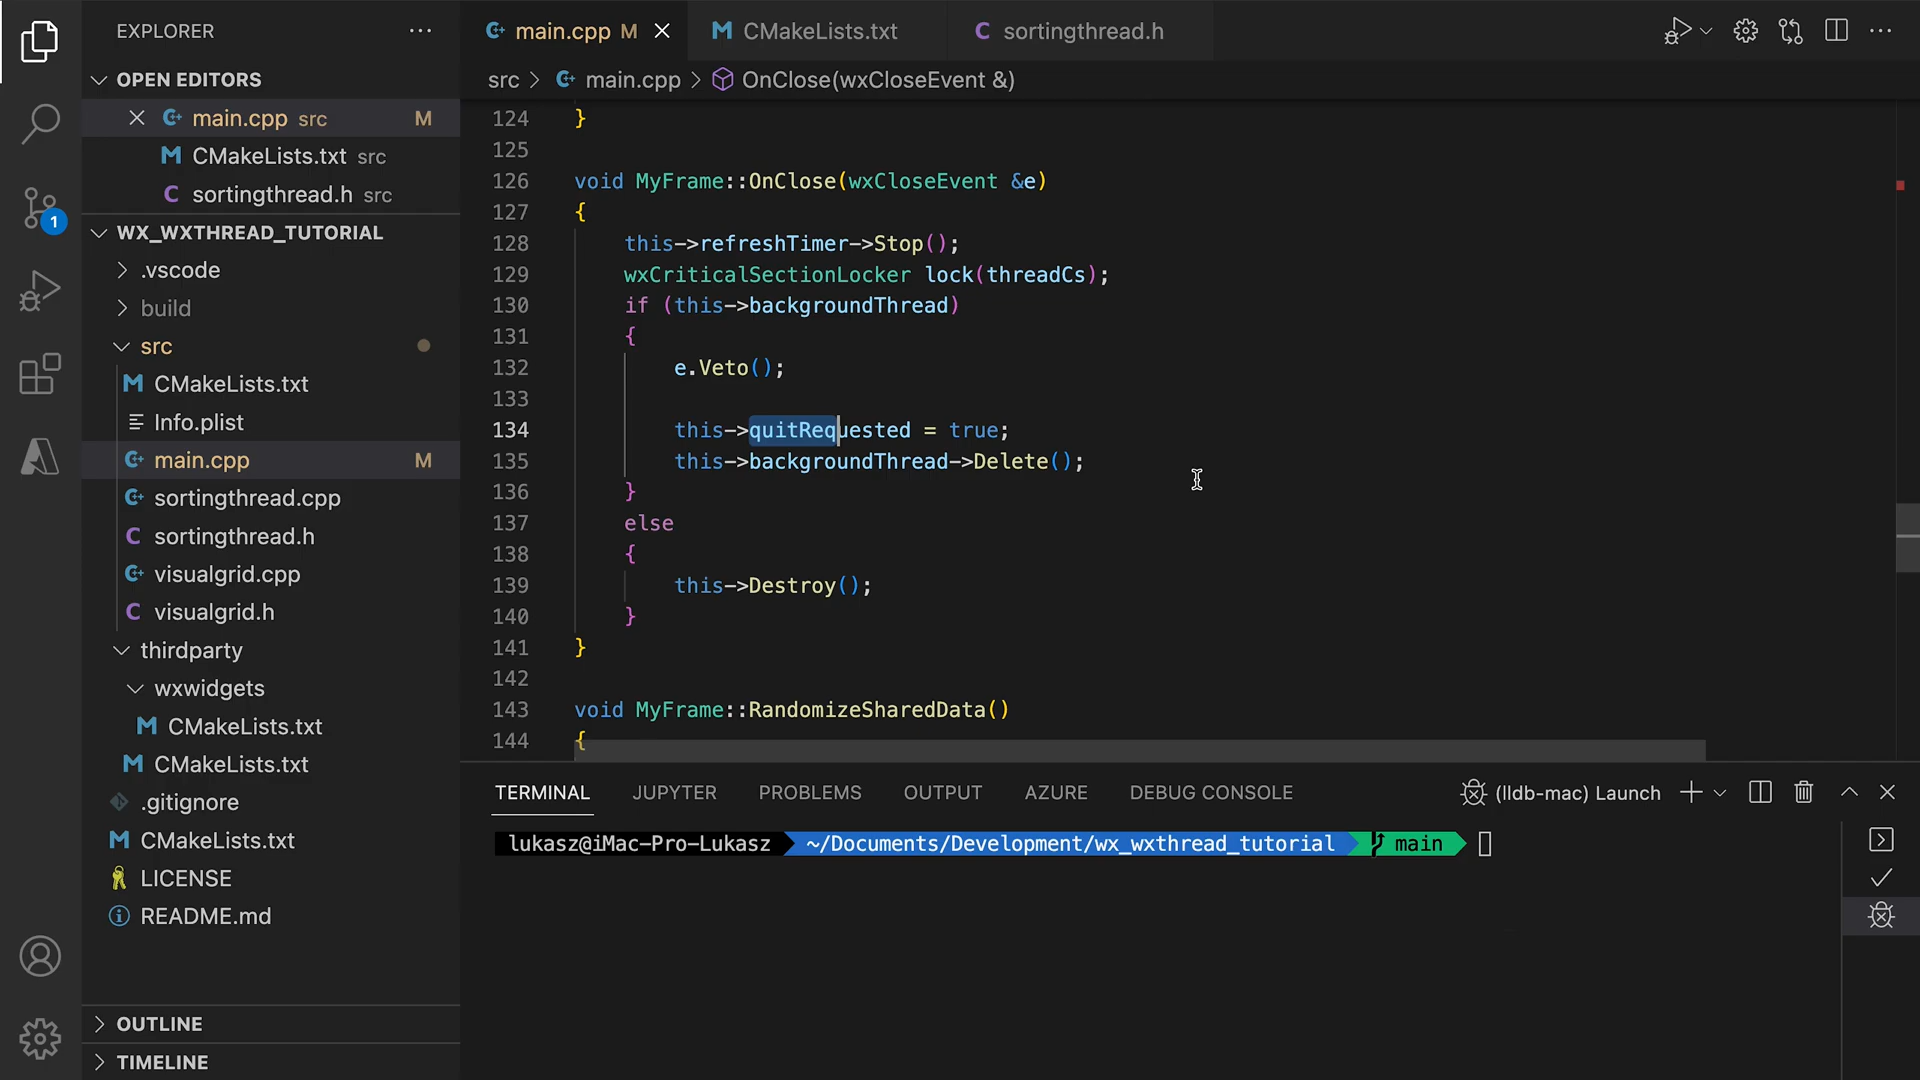 EXPLORER
OPEN EDITORS
main.cpp src M
CMakeLists.txt src
sortingthread.h src
1
WX_WXTHREAD_TUTORIAL
.vscode
build
src
CMakeLists.txt
Info.plist
main.cpp M
sortingthread.cpp
sortingthread.h
visualgrid.cpp
visualgrid.h
thirdparty
wxwidgets
CMakeLists.txt
CMakeLists.txt
.gitignore
CMakeLists.txt
LICENSE
README.md
OUTLINE
TIMELINE
main.cpp M CMakeLists.txt sortingthread.h
src > main.cpp > OnClose(wxCloseEvent &)
124 }
125
126 void MyFrame::OnClose(wxCloseEvent &e)
127 {
128 this->refreshTimer->Stop();
129 wxCriticalSectionLocker lock(threadCs);
130 if (this->backgroundThread)
131 {
132 e.Veto();
133
134 this->quitRequested = true;
135 this->backgroundThread->Delete();
136 }
137 else
138 {
139 this->Destroy();
140 }
141 }
142
143 void MyFrame::RandomizeSharedData()
144 {
TERMINAL JUPYTER PROBLEMS OUTPUT AZURE DEBUG CONSOLE (lldb-mac) Launch
lukasz@iMac-Pro-Lukasz ~/Documents/Development/wx_wxthread_tutorial main